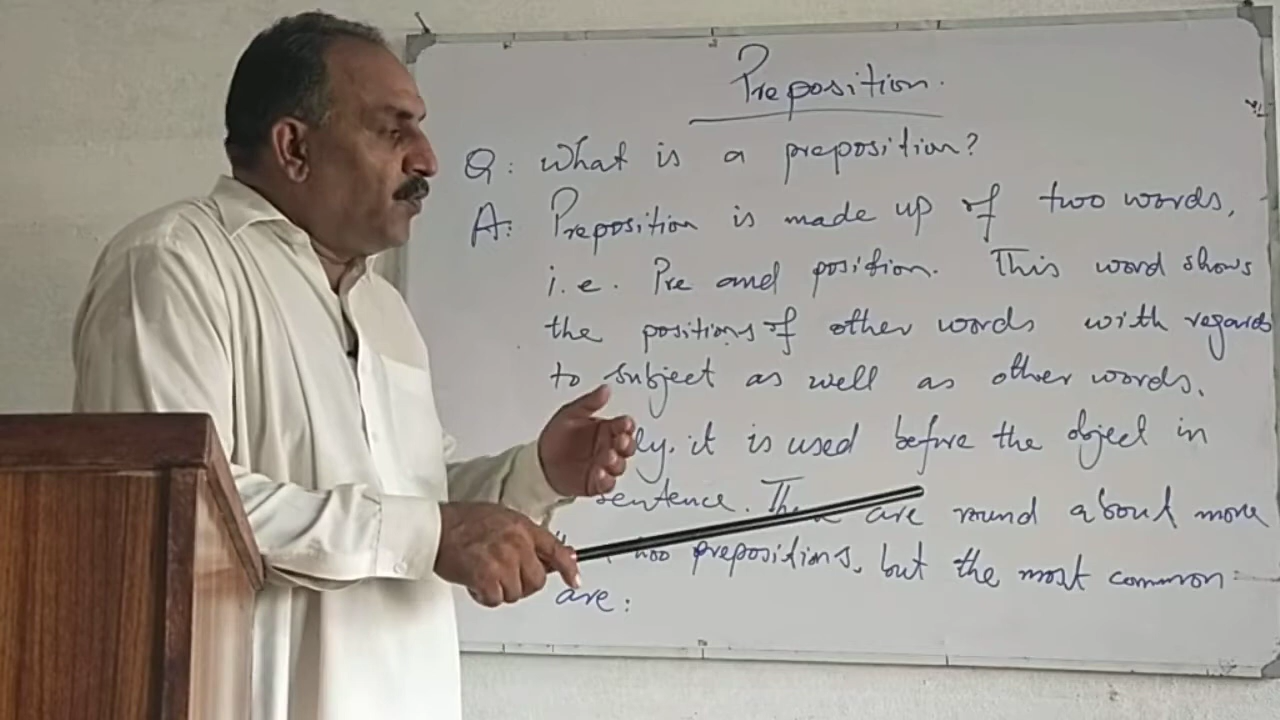 Preposition.
Q: What is a preposition?
A: Preposition is made up of two words,
i.e. Pre and position. This word shows
the positions of other words with regards
to subject as well as other words.
it is used before the object in
sentence. are round about more
prepositions, but the most common
are: